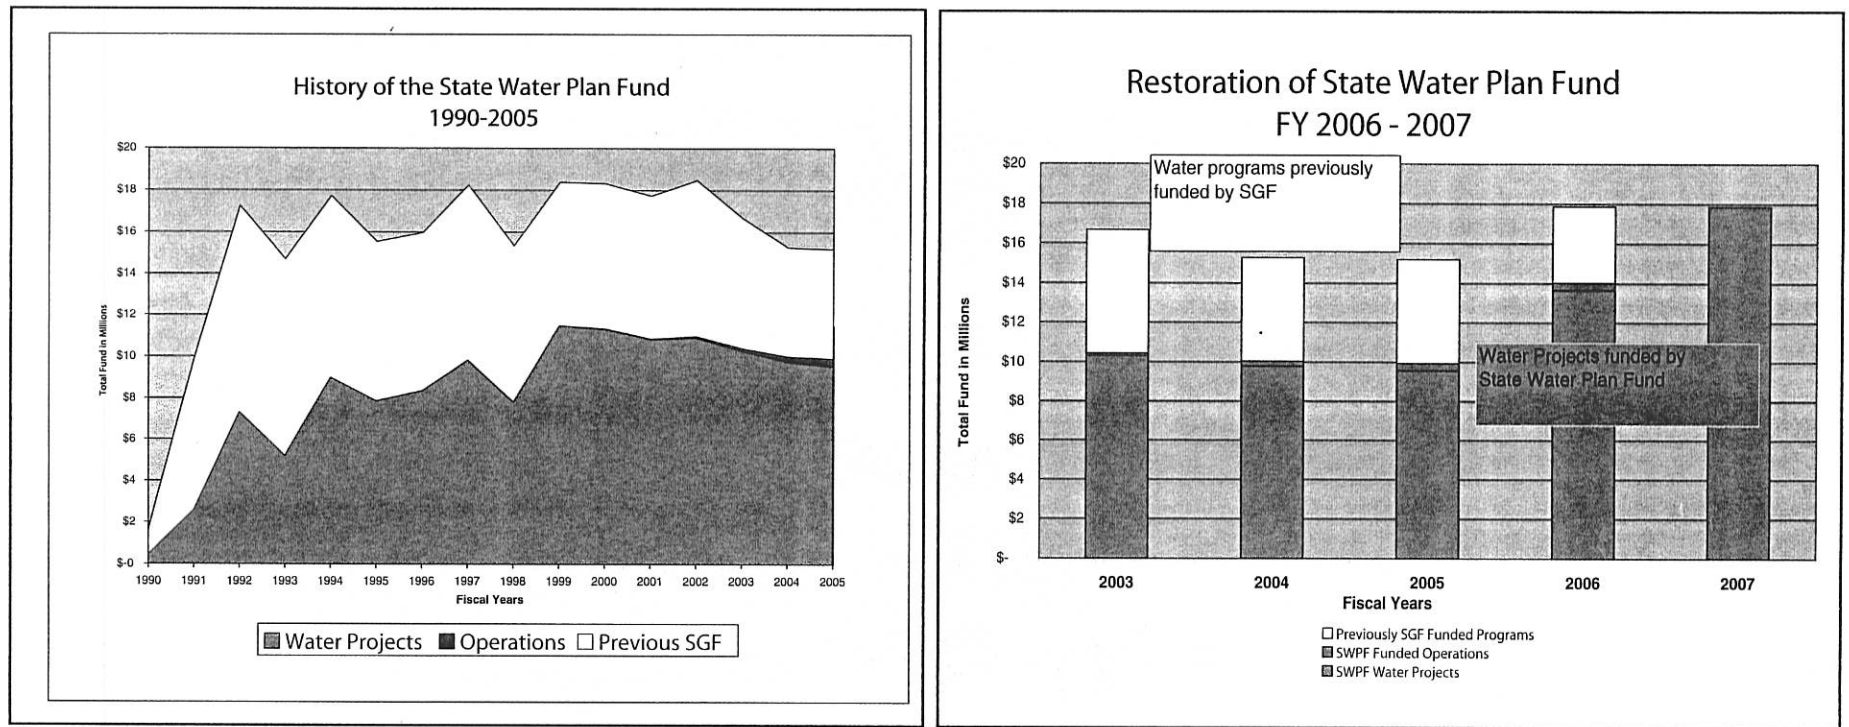 History of the State Water Plan Fund
1990-2005
$20
$18
$16
$14
$12
$10
$8
$6
$4
$2
$-0
Total Fund in Millions
1990 1991 1992 1993 1994 1995 1996 1997 1998 1999 2000 2001 2002 2003 2004 2005
Fiscal Years
Water Projects Operations Previous SGF
Restoration of State Water Plan Fund
FY 2006 - 2007
$20
$18
$16
$14
$12
$10
$8
$6
$4
$2
$-
Total Fund in Millions
Water programs previously
funded by SGF
Water Projects funded by
State Water Plan Fund
2003 2004 2005 2006 2007
Fiscal Years
Previously SGF Funded Programs
SWPF Funded Operations
SWPF Water Projects